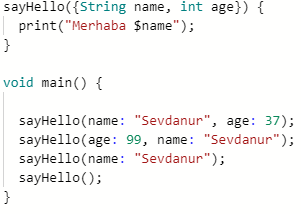 sayHello({String name, int age}) {
  print("Merhaba $name");
}

void main() {

  sayHello(name: "Sevdanur", age: 37);
  sayHello(age: 99, name: "Sevdanur");
  sayHello(name: "Sevdanur");
  sayHello();
}